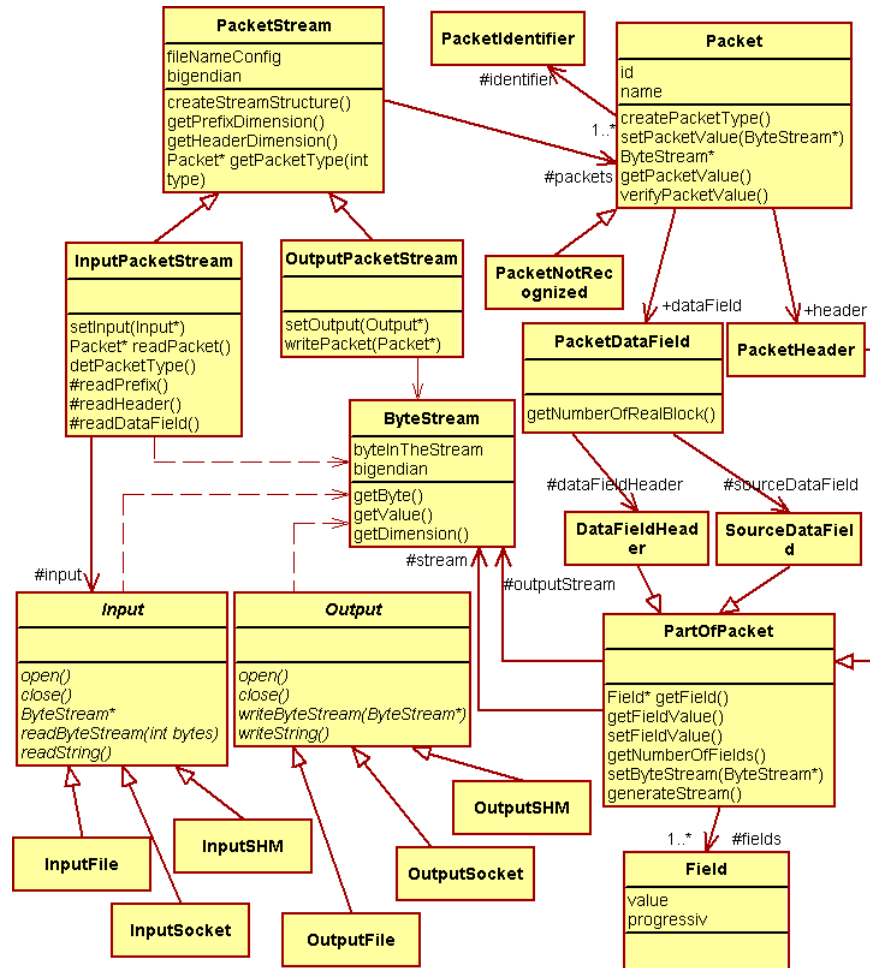 PacketStream
fileNameConfig
bigendian
createStreamStructure()
getPrefixDimension()
getHeaderDimension()
Packet* getPacketType(int
type)
PacketIdentifier
#identifier
Packet
id
name
createPacketType()
setPacketValue(ByteStream*)
ByteStream*
getPacketValue()
verifyPacketValue()
1..*
#packets
InputPacketStream
setInput(Input*)
Packet* readPacket()
detPacketType()
#readPrefix()
#readHeader()
#readDataField()
OutputPacketStream
setOutput(Output*)
writePacket(Packet*)
PacketNotRec
ognized
+dataField
+header
PacketDataField
getNumberOfRealBlock()
PacketHeader
ByteStream
byteInTheStream
bigendian
getByte()
getValue()
getDimension()
#dataFieldHeader
#sourceDataField
DataFieldHead
er
SourceDataFiel
d
#stream
#outputStream
#input
Input
open()
close()
ByteStream*
readByteStream(int bytes)
readString()
Output
open()
close()
writeByteStream(ByteStream*)
writeString()
PartOfPacket
Field* getField()
getFieldValue()
setFieldValue()
getNumberOfFields()
setByteStream(ByteStream*)
generateStream()
InputFile
InputSHM
InputSocket
OutputSHM
OutputSocket
OutputFile
1..*
#fields
Field
value
progressiv